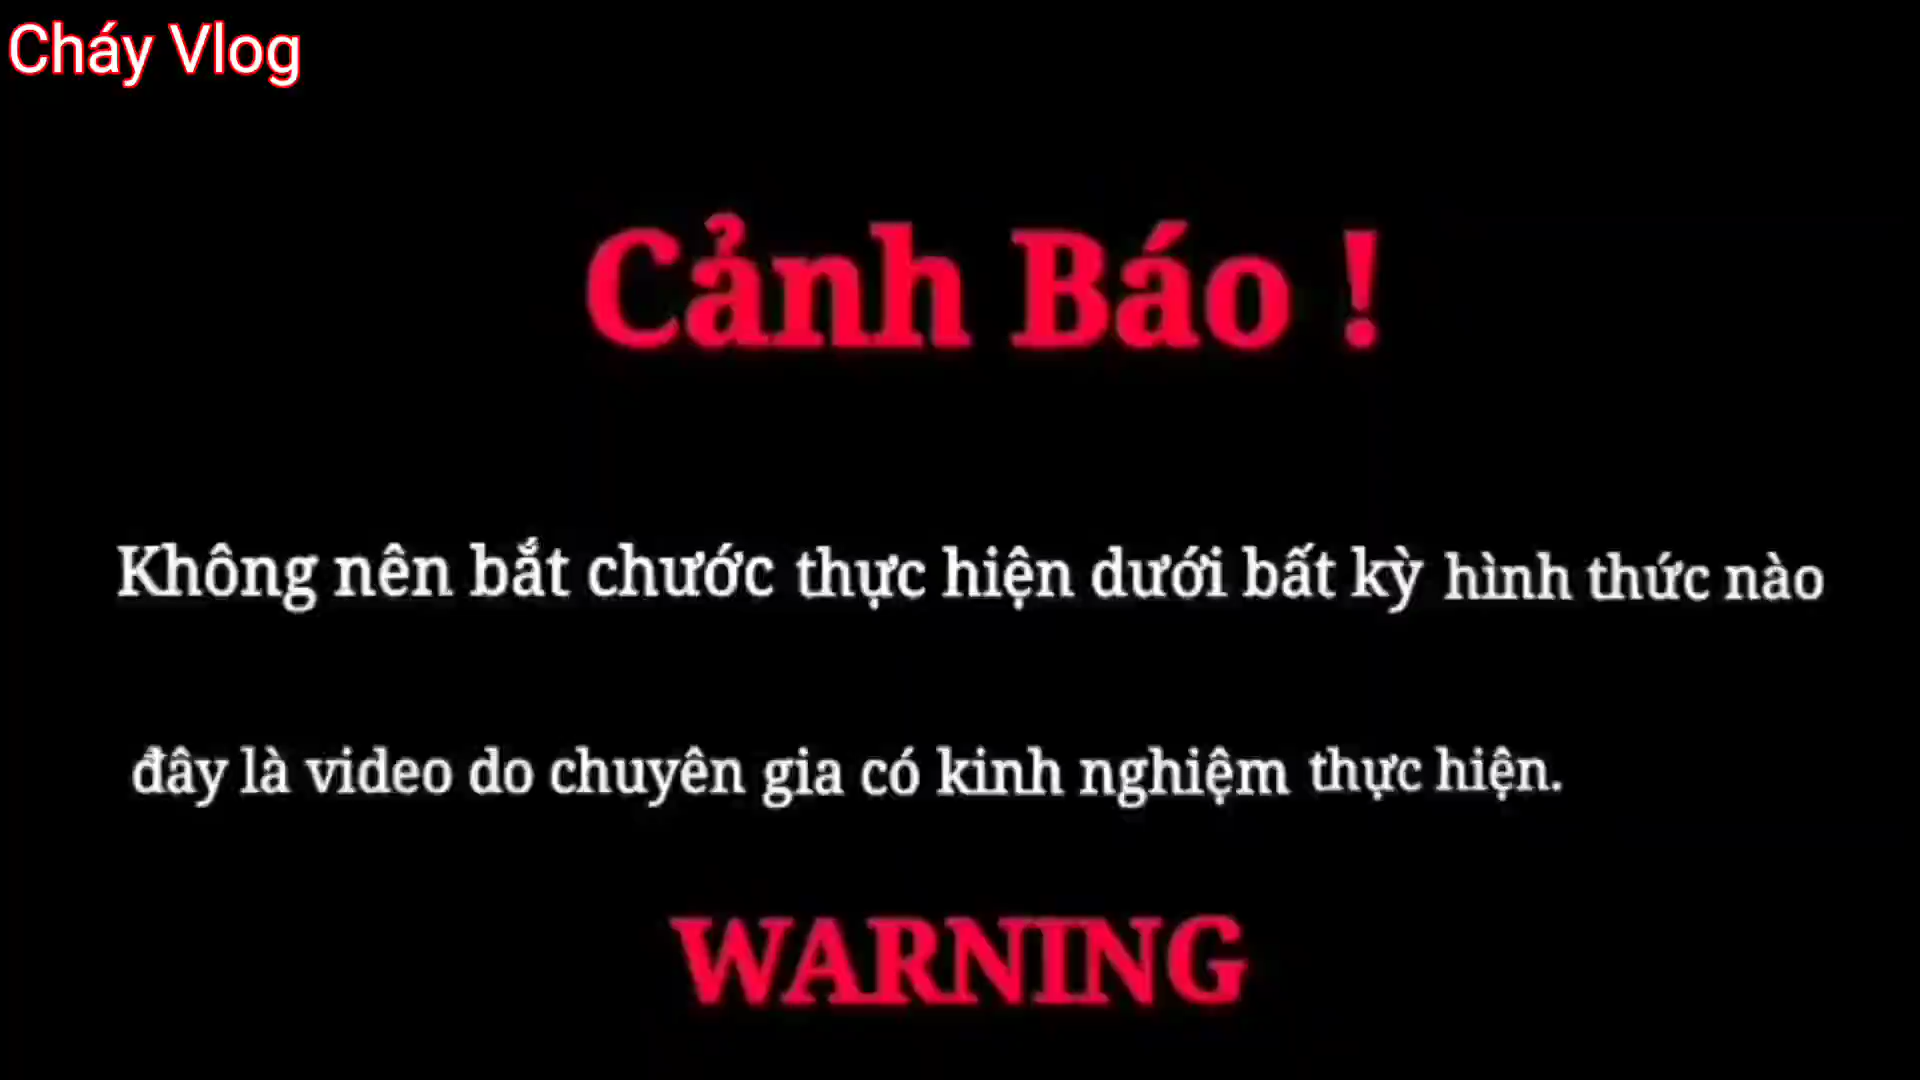 Cháy Vlog
Cảnh Báo !
Không nên bắt chước thực hiện dưới bất kỳ hình thức nào
đây là video do chuyên gia có kinh nghiệm thực hiện.
WARNING